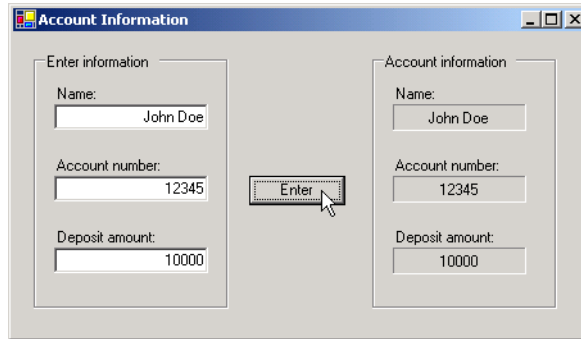 Account Information
Enter information
Name:
John Doe
Account number:
12345
Deposit amount:
10000
Enter
Account information
Name:
John Doe
Account number:
12345
Deposit amount:
10000